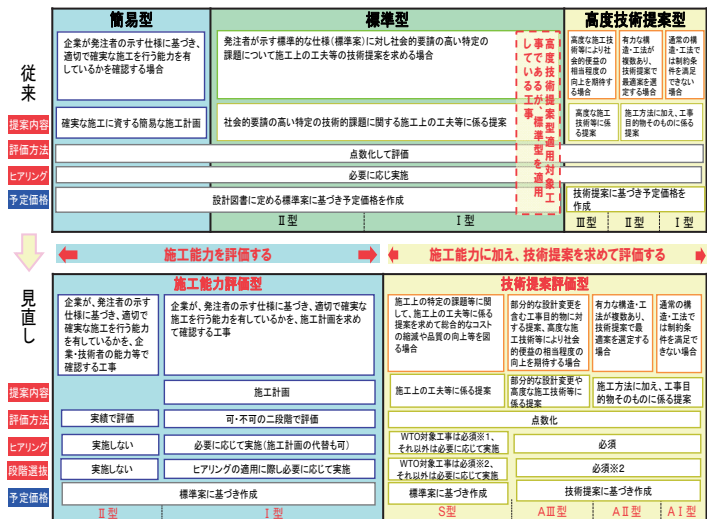 簡易型
標準型
高度技術提案型
従来
企業が発注者の示す仕様に基づき、
適切で確実な施工を行う能力を有
しているかを確認する場合
発注者が示す標準的な仕様(標準案)に対し社会的要請の高い特定の
課題について施工上の工夫等の技術提案を求める場合
高度技術提案型適用対象工
事であるが、標準型を適用
している工事
高度な施工技
術等により社
会的便益の
相当程度の
向上を期待す
る場合
有力な構
造・工法が
複数あり、
技術提案で
最適案を選
定する場合
通常の構
造・工法で
は制約条
件を満足
できない
場合
提案内容
確実な施工に資する簡易な施工計画
社会的要請の高い特定の技術的課題に関する施工上の工夫等に係る提案
高度な施工
技術等に係
る提案
施工方法に加え、工事
目的物そのものに係る
提案
評価方法
点数化して評価
ヒアリング
必要に応じ実施
予定価格
設計図書に定める標準案に基づき予定価格を作成
技術提案に基づき予定価格を
作成
Ⅱ型
Ⅰ型
Ⅲ型
Ⅱ型
Ⅰ型
施工能力を評価する
施工能力に加え、技術提案を求めて評価する
見直し
施工能力評価型
技術提案評価型
企業が、発注者の示す
仕様に基づき、適切で
確実な施工を行う能力
を有しているかを、企
業・技術者の能力等で
確認する工事
企業が、発注者の示す仕様に基づき、適切で確実な
施工を行う能力を有しているかを、施工計画を求め
て確認する工事
施工上の特定の課題等に関
して、施工上の工夫等に係る
提案を求めて総合的なコスト
の縮減や品質の向上等を図
る場合
部分的な設計変更を
含む工事目的物に対
する提案、高度な施
工技術等により社会
的便益の相当程度の
向上を期待する場合
有力な構造・工
法が複数あり、
技術提案で最
適案を選定する
場合
通常の構
造・工法で
は制約条
件を満足で
きない場合
提案内容
施工計画
施工上の工夫等に係る提案
部分的な設計変更や
高度な施工技術等に
係る提案
施工方法に加え、工事目
的物そのものに係る提案
評価方法
実績で評価
可・不可の二段階で評価
点数化
ヒアリング
実施しない
必要に応じて実施(施工計画の代替も可)
WTO対象工事は必須※1、
それ以外は必要に応じて実施
必須
段階選抜
実施しない
ヒアリングの適用に際し必要に応じて実施
WTO対象工事は必須※2、
それ以外は必要に応じて実施
必須※2
予定価格
標準案に基づき作成
標準案に基づき作成
技術提案に基づき作成
Ⅱ型
Ⅰ型
S型
AⅢ型
AⅡ型
AⅠ型